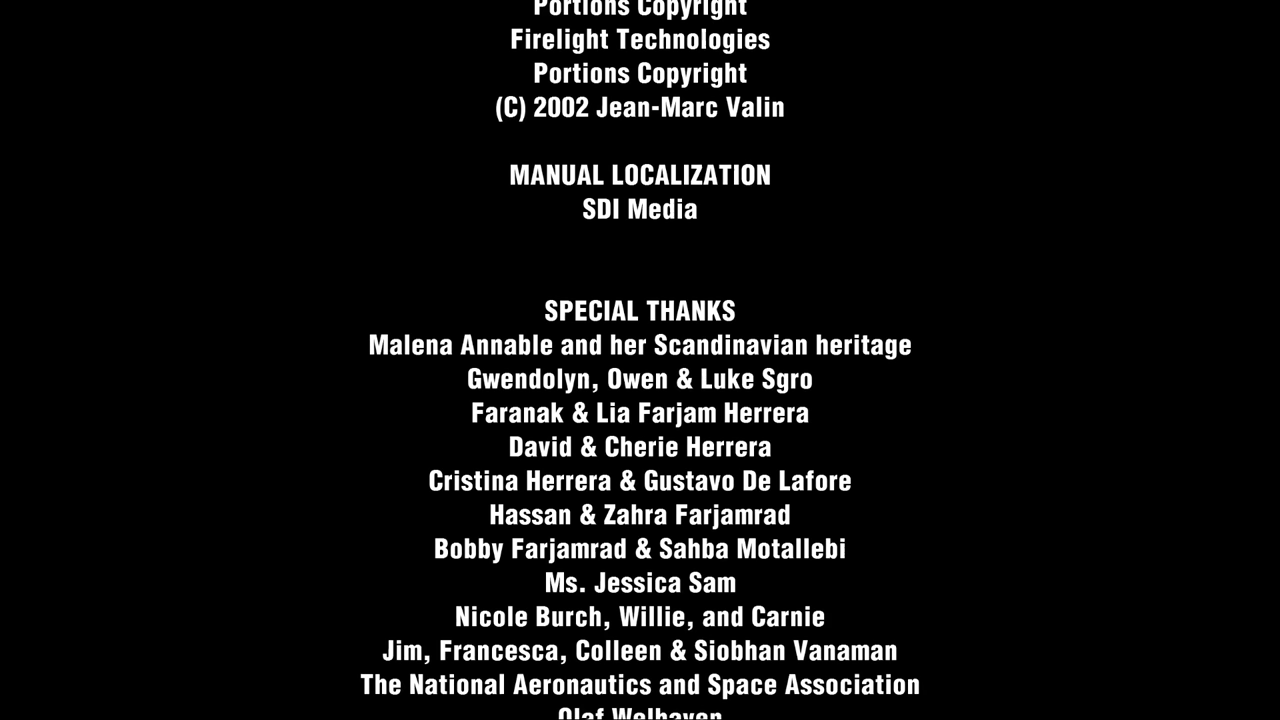 Portions Copyright
Firelight Technologies
Portions Copyright
(C) 2002 Jean-Marc Valin
MANUAL LOCALIZATION
SDI Media
SPECIAL THANKS
Malena Annable and her Scandinavian heritage
Gwendolyn, Owen & Luke Sgro
Faranak & Lia Farjam Herrera
David & Cherie Herrera
Cristina Herrera & Gustavo De Lafore
Hassan & Zahra Farjamrad
Bobby Farjamrad & Sahba Motallebi
Ms. Jessica Sam
Nicole Burch, Willie, and Carnie
Jim, Francesca, Colleen & Siobhan Vanaman
The National Aeronautics and Space Association
Olaf Welhaven